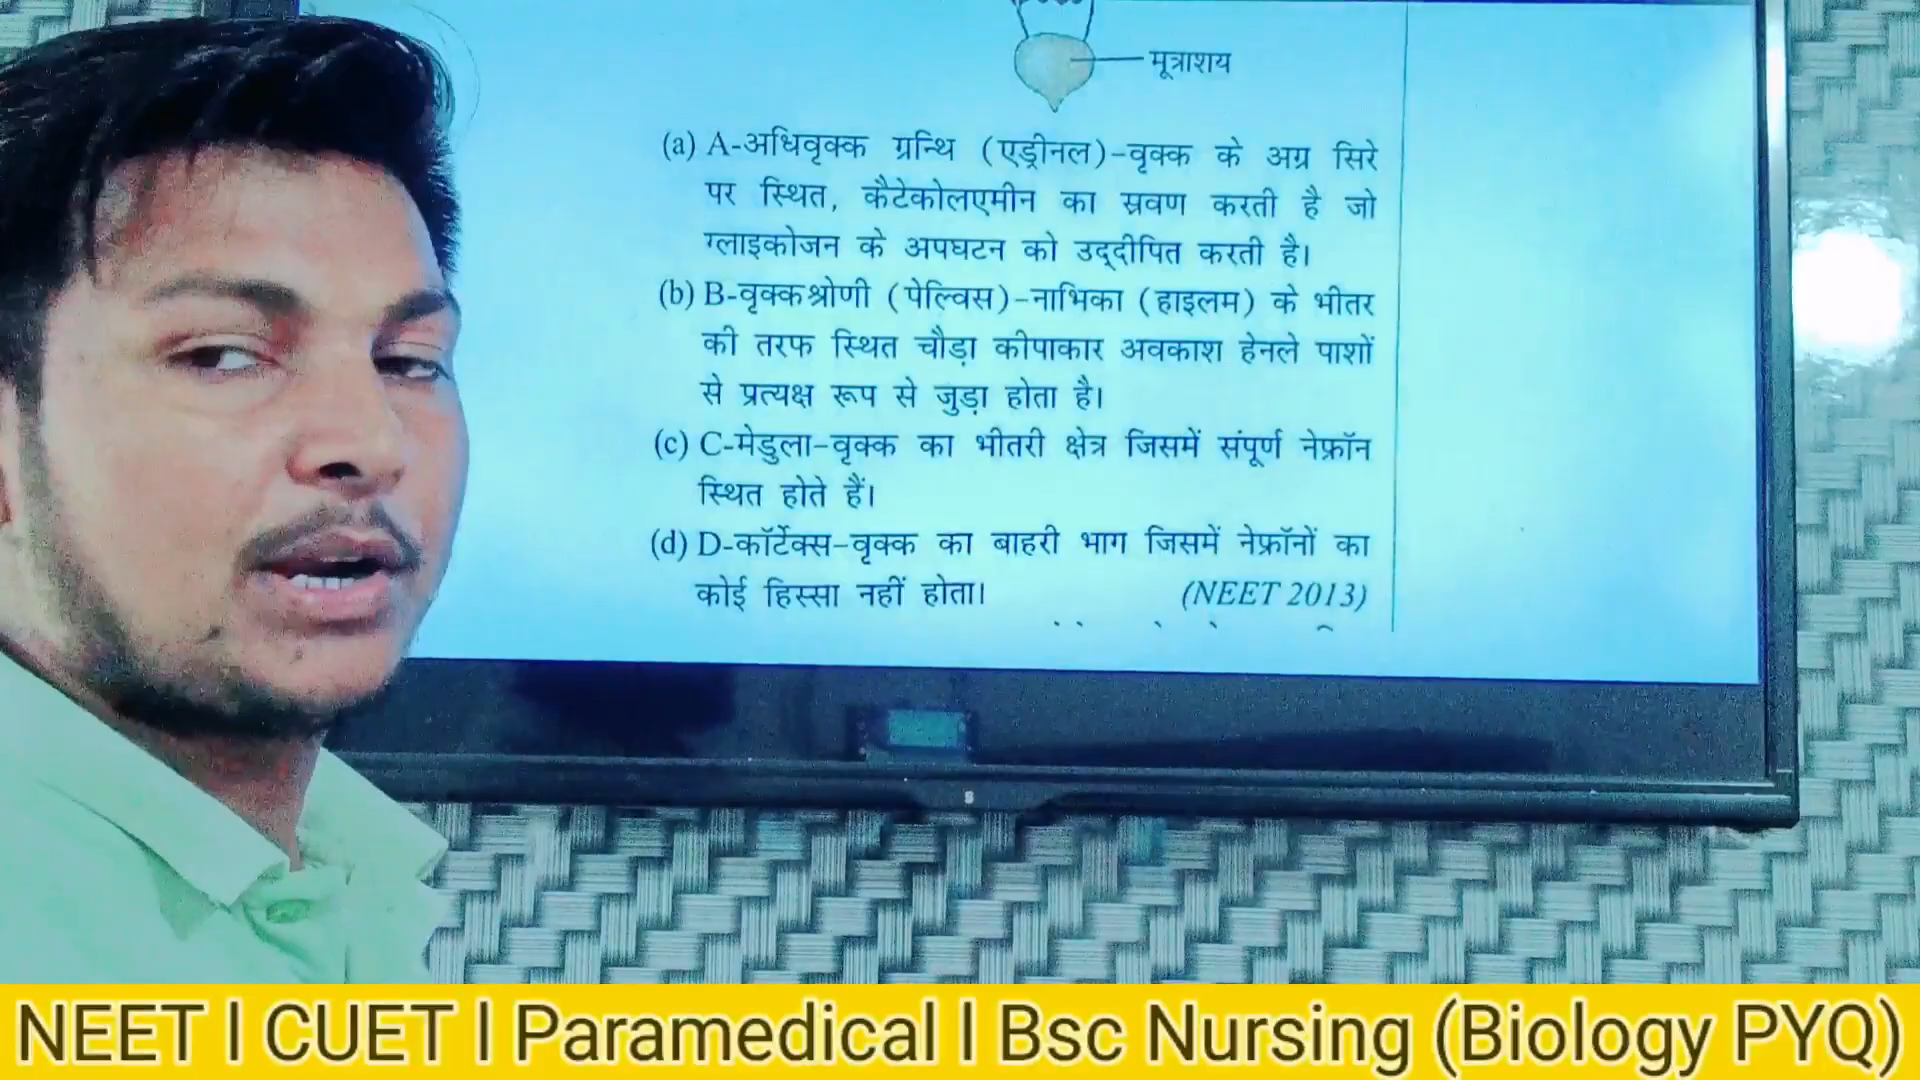 मूत्राशय
(a) A-अधिवृक्क ग्रन्थि (एड्रीनल)-वृक्क के अग्र सिरे
पर स्थित, कैटेकोलएमीन का स्रवण करती है जो
ग्लाइकोजन के अपघटन को उद्दीपित करती है।
(b) B-वृक्कश्रोणी (पेल्विस)-नाभिका (हाइलम) के भीतर
की तरफ स्थित चौड़ा कीपाकार अवकाश हेनले पाशों
से प्रत्यक्ष रूप से जुड़ा होता है।
(c) C-मेडुला-वृक्क का भीतरी क्षेत्र जिसमें संपूर्ण नेफ्रॉन
स्थित होते हैं।
(d) D-कॉर्टेक्स-वृक्क का बाहरी भाग जिसमें नेफ्रॉनों का
कोई हिस्सा नहीं होता। (NEET 2013)
NEET l CUET l Paramedical l Bsc Nursing (Biology PYQ)